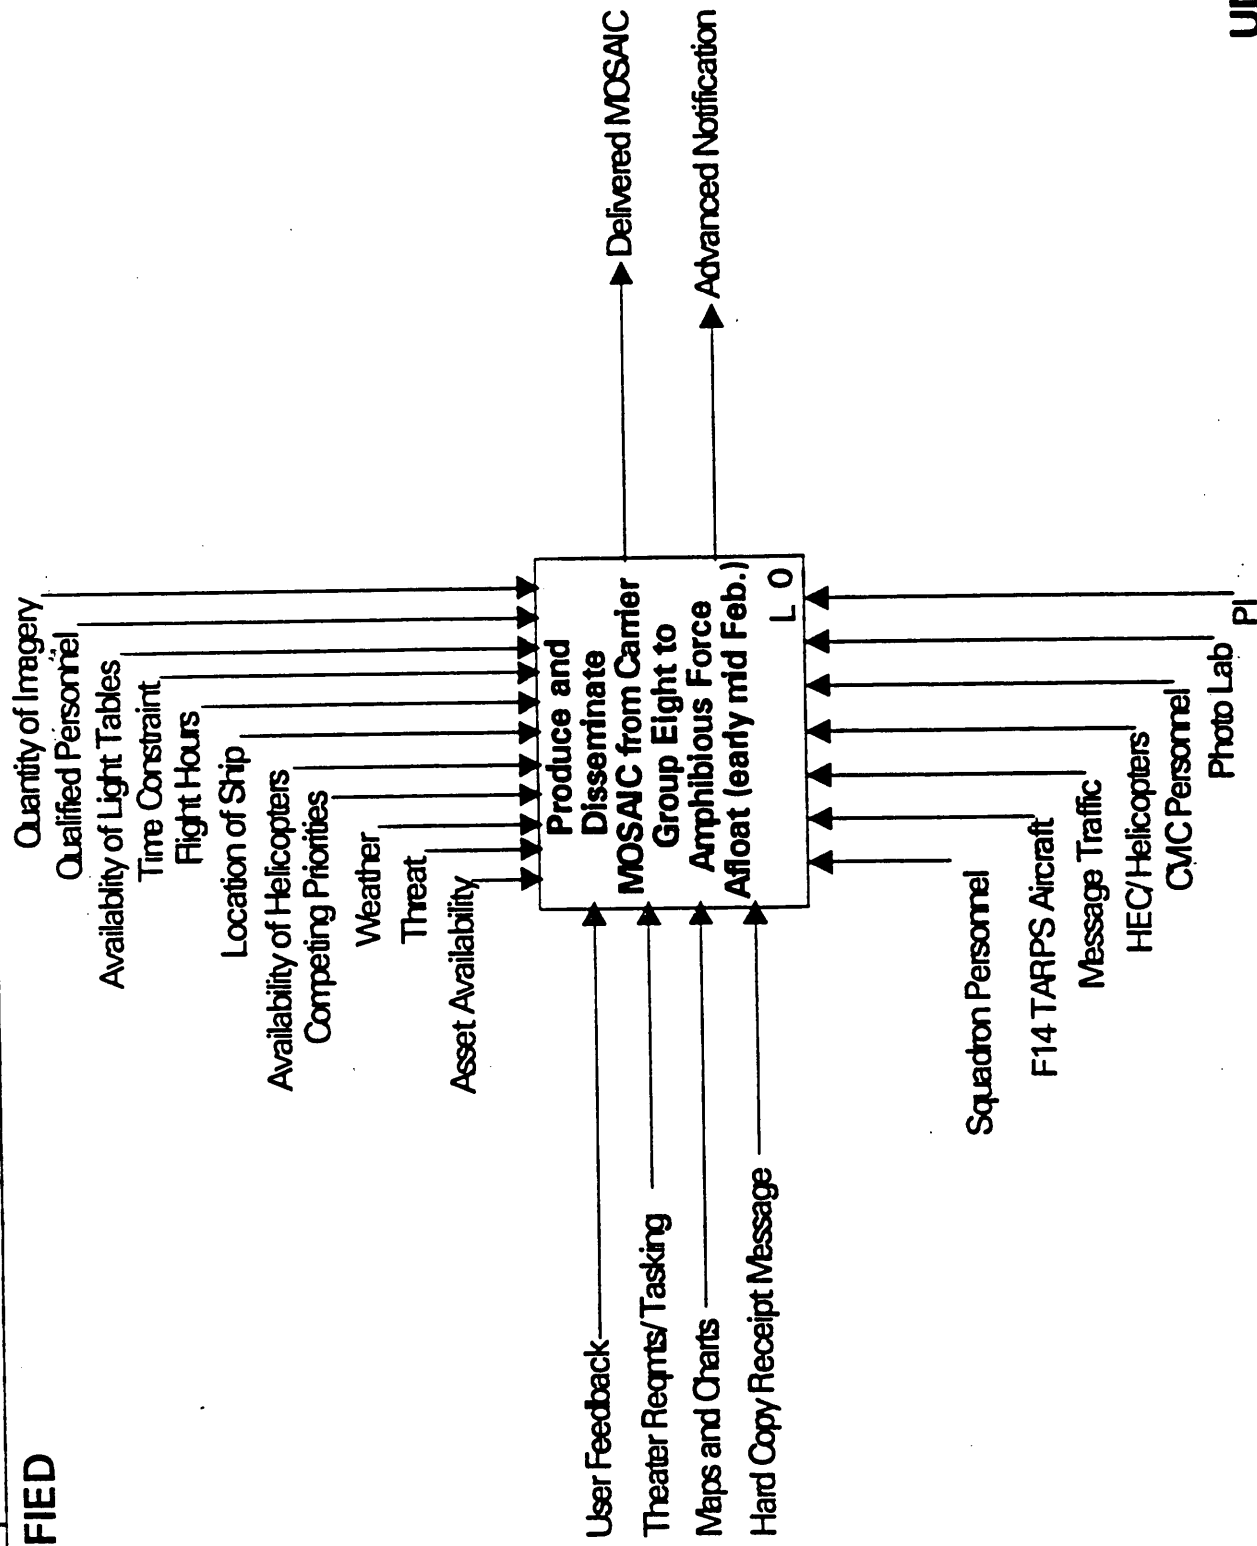 FIED
Quantity of Imagery
Qualified Personnel
Availability of Light Tables
Time Constraint
Flight Hours
Location of Ship
Availability of Helicopters
Competing Priorities
Weather
Threat
Asset Availability
User Feedback
Theater Reqmts/Tasking
Maps and Charts
Hard Copy Receipt Message
Produce and
Disseminate
MOSAIC from Carrier
Group Eight to
Amphibious Force
Afloat (early mid Feb.)
L O
Delivered MOSAIC
Advanced Notification
Squadron Personnel
F14 TARPS Aircraft
Message Traffic
HEC/Helicopters
CMC Personnel
Photo Lab
PI